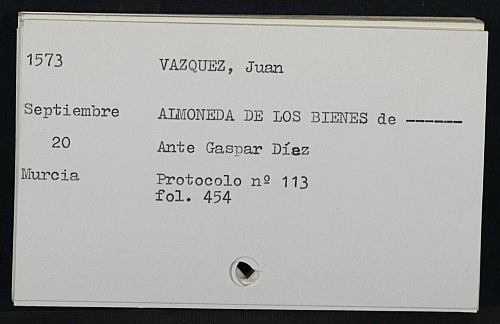 1573 VAZQUEZ, Juan
Septiembre ALMONEDA DE LOS BIENES de ------
20 Ante Gaspar Díez
Murcia Protocolo nº 113
fol. 454